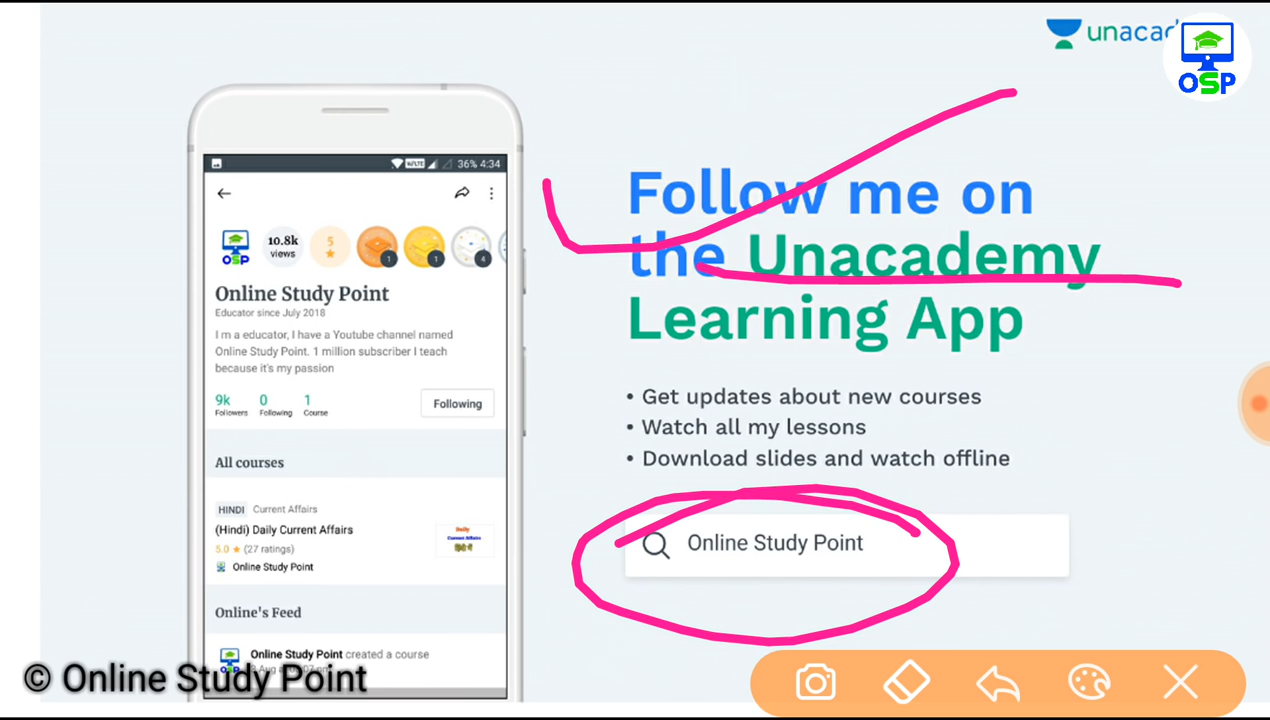 unacad
OSP
36% 4:34
OSP
10.8k
views
5
1
1
4
Online Study Point
Educator since July 2018
I m a educator, I have a Youtube channel named
Online Study Point. 1 million subscriber I teach
because it's my passion
9k
Followers
0
Following
1
Course
Following
All courses
HINDI Current Affairs
(Hindi) Daily Current Affairs
5.0 ★ (27 ratings)
Online Study Point
Daily
Current Affairs
Online's Feed
Online Study Point created a course
Follow me on
the Unacademy
Learning App
• Get updates about new courses
• Watch all my lessons
• Download slides and watch offline
Online Study Point
© Online Study Point